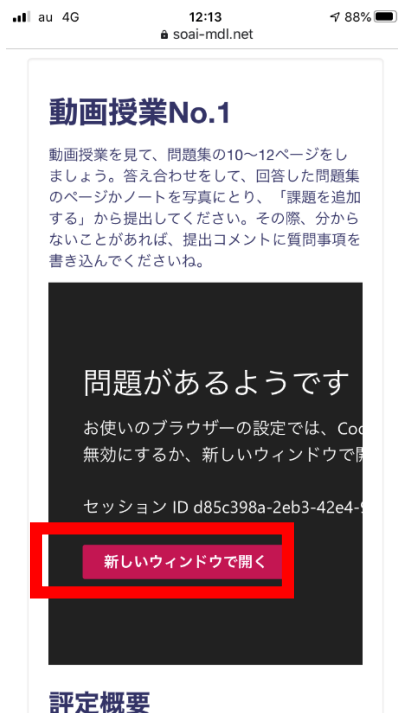 au 4G 12:13 88%
soai-mdl.net
動画授業No.1
動画授業を見て、問題集の10〜12ページをし
ましょう。答え合わせをして、回答した問題集
のページかノートを写真にとり、「課題を追加
する」から提出してください。その際、分から
ないことがあれば、提出コメントに質問事項を
書き込んでくださいね。
問題があるようです
お使いのブラウザーの設定では、Coo
無効にするか、新しいウィンドウで
セッション ID d85c398a-2eb3-42e4-
新しいウィンドウで開く
評定概要